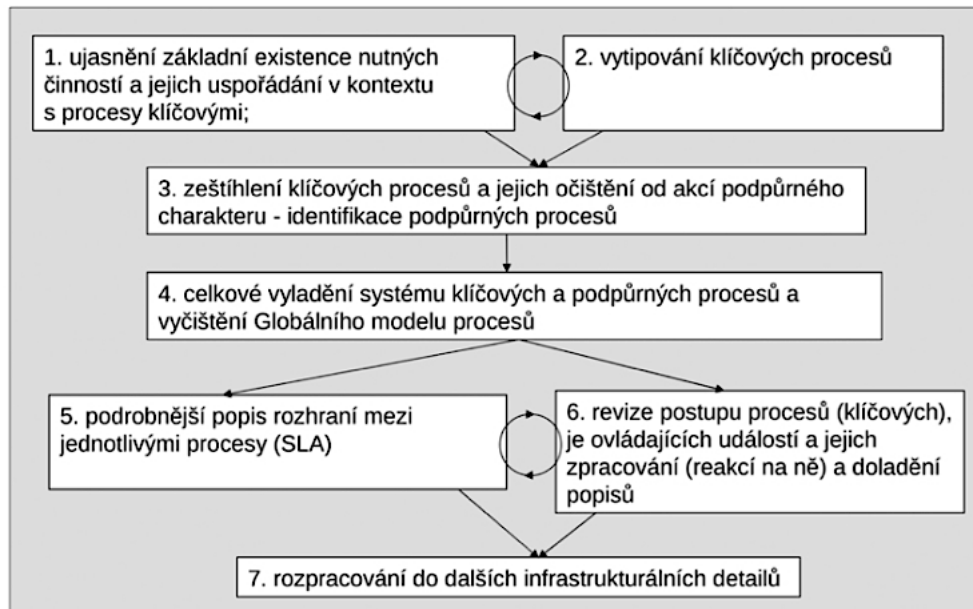 1. ujasnění základní existence nutných
činností a jejich uspořádání v kontextu
s procesy klíčovými;
2. vytipování klíčových procesů
3. zeštíhlení klíčových procesů a jejich očištění od akcí podpůrného
charakteru - identifikace podpůrných procesů
4. celkové vyladění systému klíčových a podpůrných procesů a
vyčištění Globálního modelu procesů
5. podrobnější popis rozhraní mezi
jednotlivými procesy (SLA)
6. revize postupu procesů (klíčových),
je ovládajících událostí a jejich
zpracování (reakcí na ně) a doladění
popisů
7. rozpracování do dalších infrastrukturálních detailů